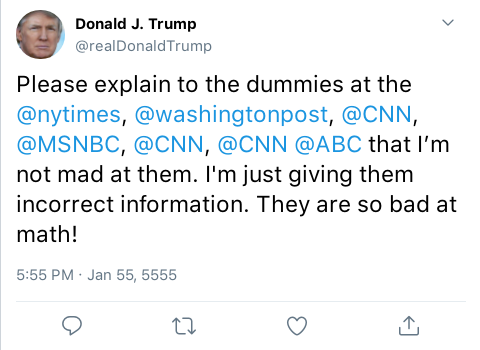 Donald J. Trump
@realDonaldTrump
Please explain to the dummies at the
@nytimes, @washingtonpost, @CNN,
@MSNBC, @CNN, @CNN @ABC that I’m
not mad at them. I'm just giving them
incorrect information. They are so bad at
math!
5:55 PM · Jan 55, 5555